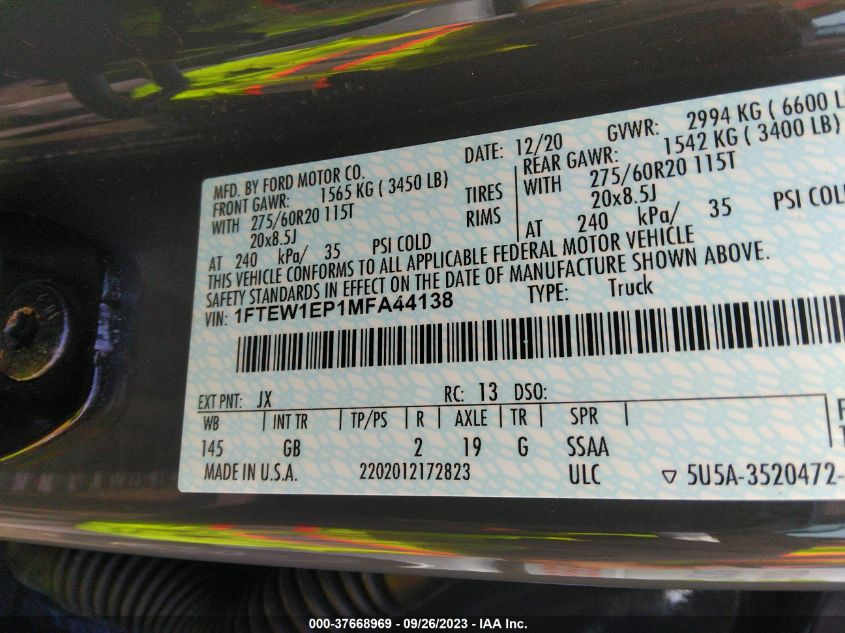 MFD. BY FORD MOTOR CO.
DATE: 12/20 GVWR: 2994 KG ( 6600 L
FRONT GAWR: 1565 KG ( 3450 LB) REAR GAWR: 1542 KG ( 3400 LB)
WITH 275/60R20 115T TIRES WITH 275/60R20 115T
20x8.5J RIMS 20x8.5J
AT 240 kPa/ 35 PSI COLD AT 240 kPa/ 35 PSI COLD
THIS VEHICLE CONFORMS TO ALL APPLICABLE FEDERAL MOTOR VEHICLE
SAFETY STANDARDS IN EFFECT ON THE DATE OF MANUFACTURE SHOWN ABOVE.
VIN: 1FTEW1EP1MFA44138 TYPE: Truck
EXT PNT: JX RC: 13 DSO:
WB INT TR TP/PS R AXLE TR SPR
145 GB 2 19 G SSAA
MADE IN U.S.A. 2202012172823 ULC ▽ 5U5A-3520472-
000-37668969 - 09/26/2023 - IAA Inc.